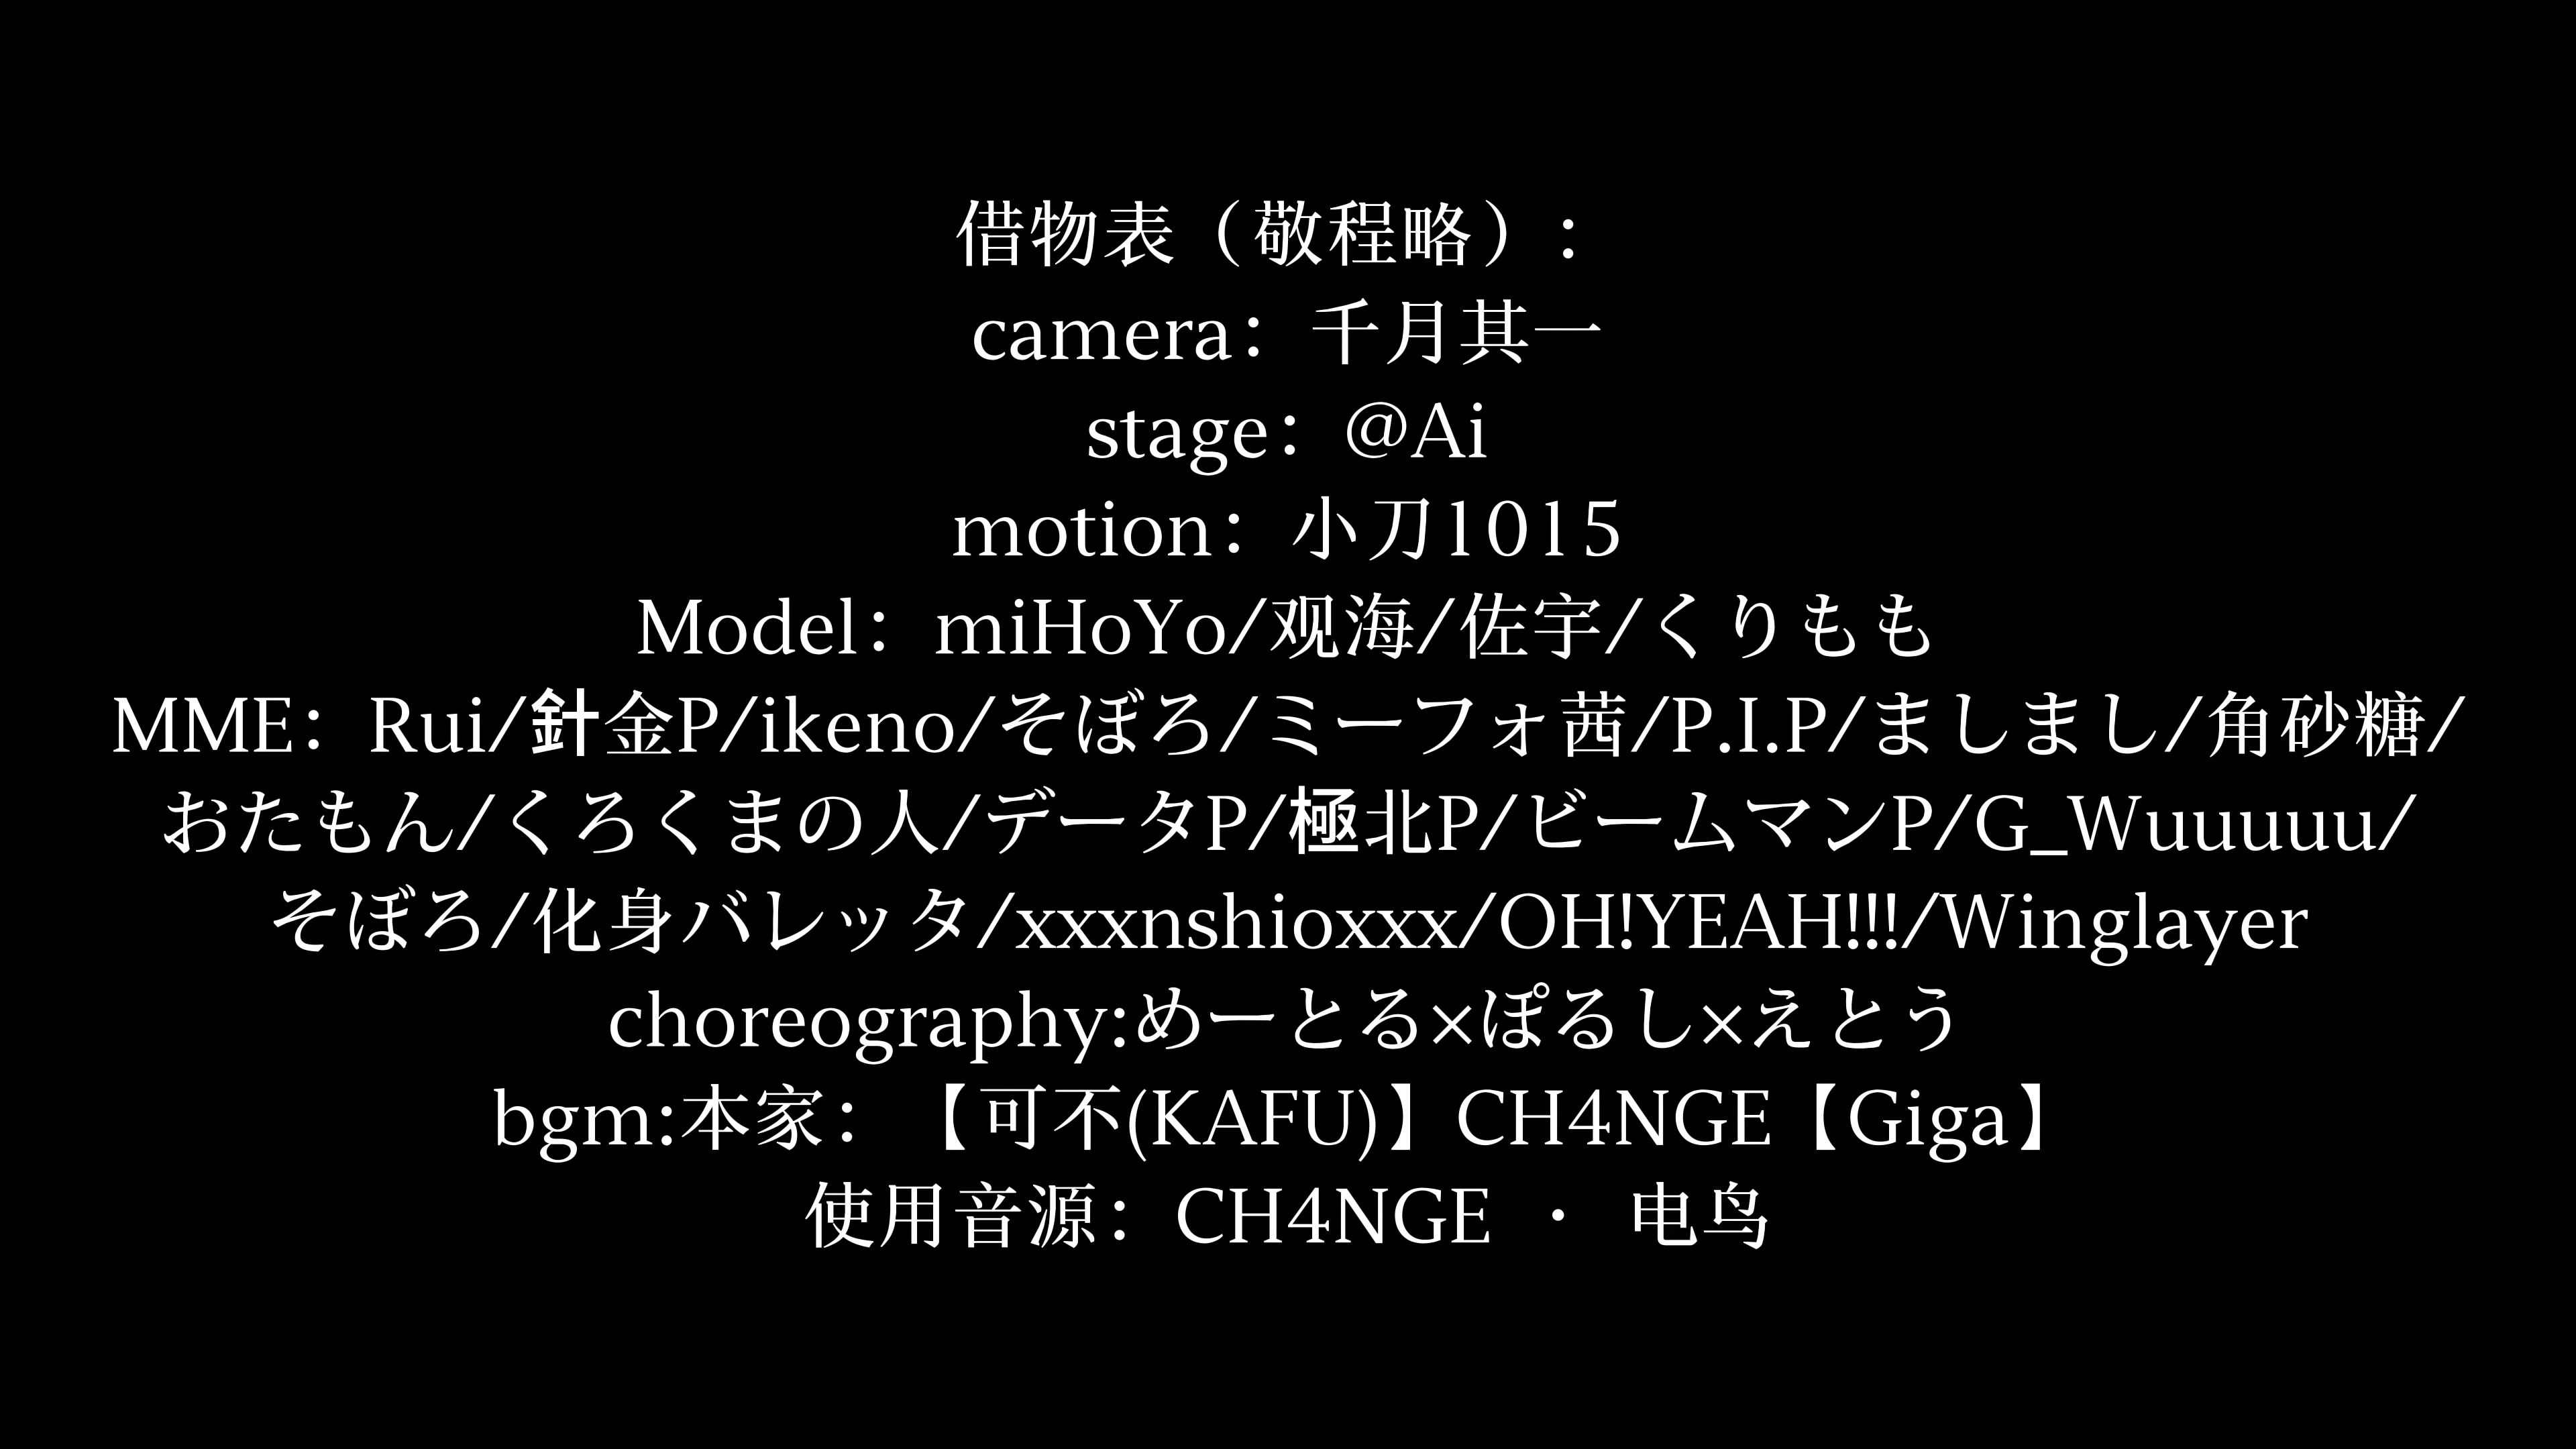 借物表（敬程略）：
camera：千月其一
stage：@Ai
motion：小刀1015
Model：miHoYo/观海/佐宇/くりもも
MME：Rui/針金P/ikeno/そぼろ/ミーフォ茜/P.I.P/ましまし/角砂糖/
おたもん/くろくまの人/データP/極北P/ビームマンP/G_Wuuuuu/
そぼろ/化身バレッタ/xxxnshioxxx/OH!YEAH!!!/Winglayer
choreography:めーとる×ぽるし×えとう
bgm:本家：【可不(KAFU)】CH4NGE【Giga】
使用音源：CH4NGE · 电鸟